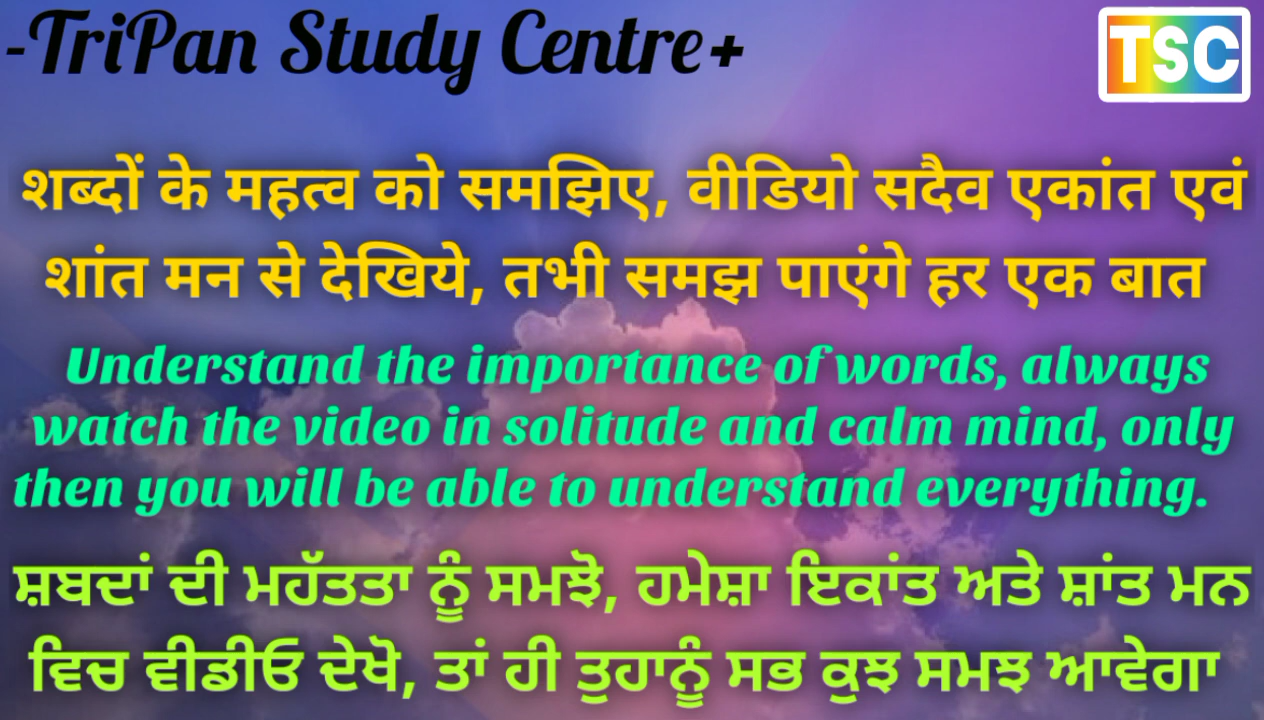 -TriPan Study Centre+
TSC
शब्दों के महत्व को समझिए, वीडियो सदैव एकांत एवं
शांत मन से देखिये, तभी समझ पाएंगे हर एक बात
Understand the importance of words, always
watch the video in solitude and calm mind, only
then you will be able to understand everything.
ਸ਼ਬਦਾਂ ਦੀ ਮਹੱਤਤਾ ਨੂੰ ਸਮਝੋ, ਹਮੇਸ਼ਾ ਇਕਾਂਤ ਅਤੇ ਸ਼ਾਂਤ ਮਨ
ਵਿਚ ਵੀਡੀਓ ਦੇਖੋ, ਤਾਂ ਹੀ ਤੁਹਾਨੂੰ ਸਭ ਕੁਝ ਸਮਝ ਆਵੇਗਾ